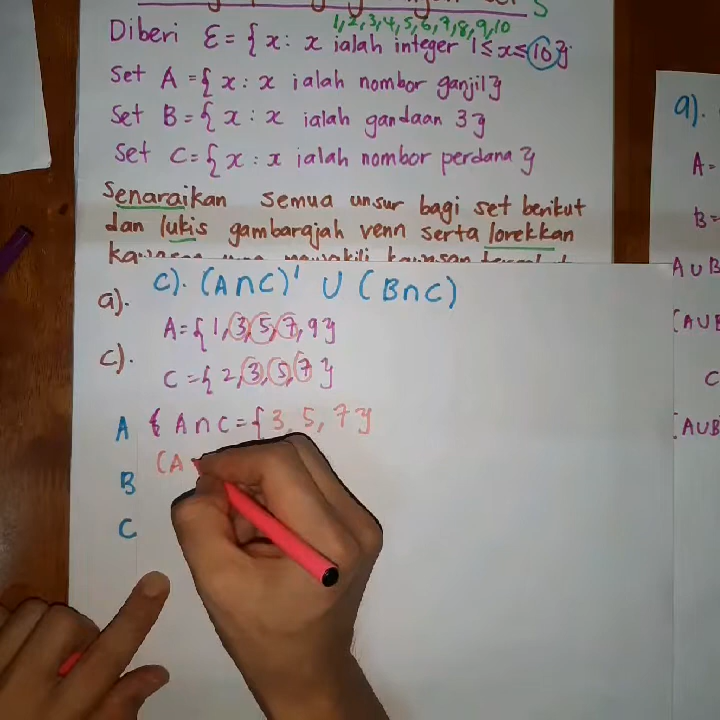 1,2,3,4,5,6,7,8,9,10
Diberi Ɛ = { x : x ialah integer 1 ≤ x ≤ 10 }
Set A = { x : x ialah nombor ganjil }
Set B = { x : x ialah gandaan 3 }
Set C = { x : x ialah nombor perdana }
Senaraikan semua unsur bagi set berikut
dan lukis gambarajah venn serta lorekkan
a).
c).
A
B
C
c). (A∩C)' ∪ (B∩C)
A = { 1, 3, 5, 7, 9 }
C = { 2, 3, 5, 7 }
A∩C = { 3, 5, 7 }
(A
a).
A =
B =
A∪B
[A∪B
C
[A∪B